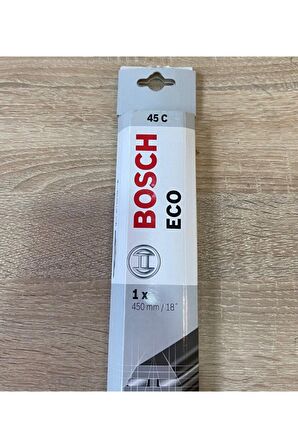 45 C
BOSCH
ECO
1 x
450 mm / 18"